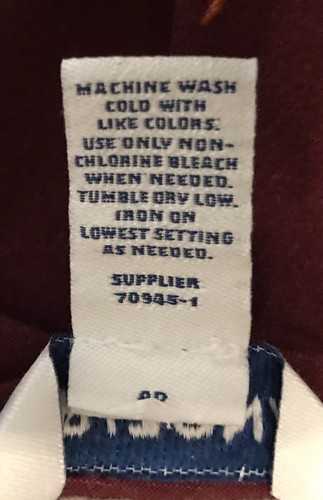 MACHINE WASH
COLD WITH
LIKE COLORS.
USE ONLY NON-
CHLORINE BLEACH
WHEN NEEDED.
TUMBLE DRY LOW.
IRON ON
LOWEST SETTING
AS NEEDED.
SUPPLIER
70945-1